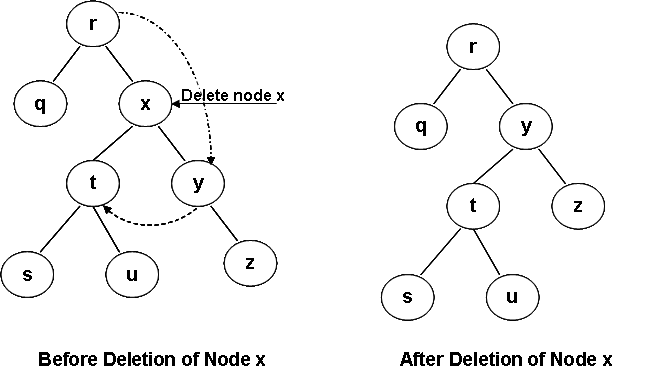 r
q
x
Delete node x
t
y
s
u
z
Before Deletion of Node x
r
q
y
t
z
s
u
After Deletion of Node x